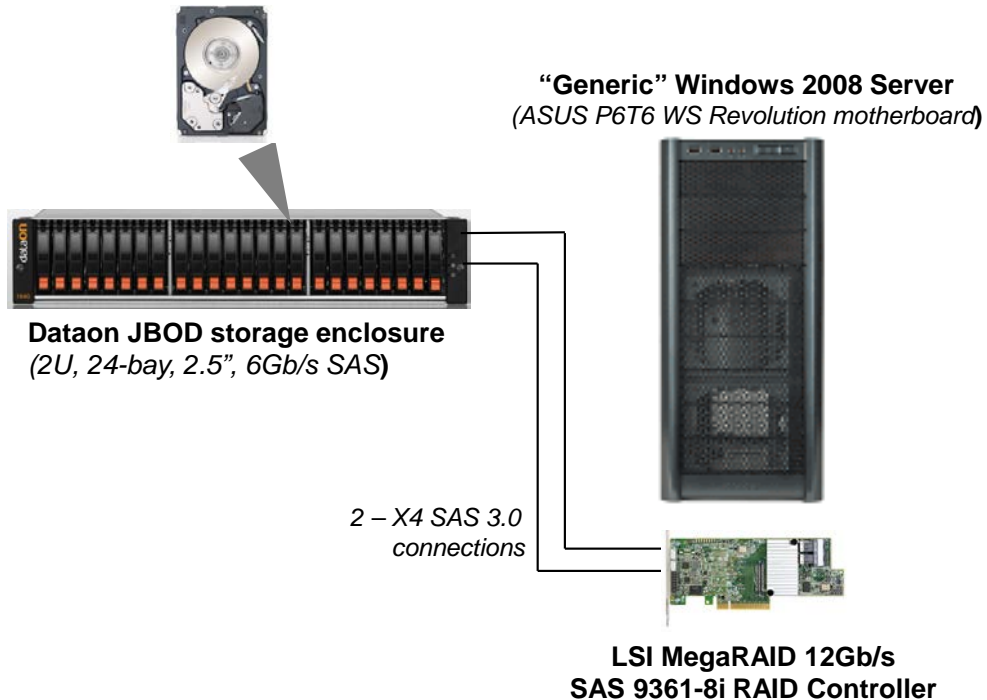 “Generic” Windows 2008 Server
(ASUS P6T6 WS Revolution motherboard)
dataON
Dataon JBOD storage enclosure
(2U, 24-bay, 2.5”, 6Gb/s SAS)
2 – X4 SAS 3.0
connections
LSI MegaRAID 12Gb/s
SAS 9361-8i RAID Controller